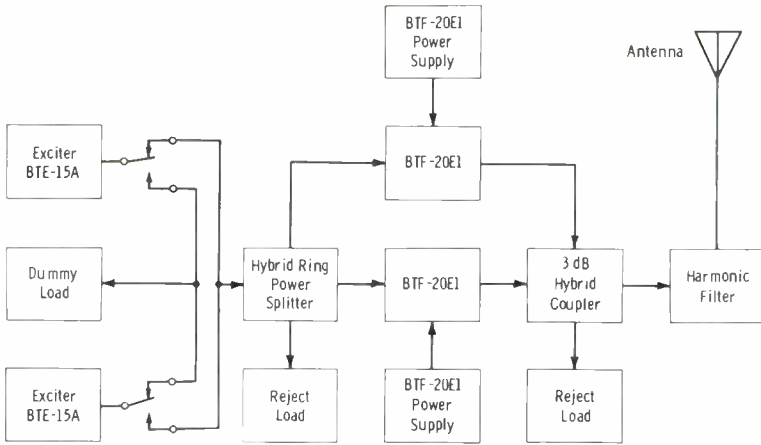 BTF-20E1
Power
Supply
Antenna
Exciter
BTE-15A
BTF-20E1
Dummy
Load
Hybrid Ring
Power
Splitter
BTF-20E1
3 dB
Hybrid
Coupler
Harmonic
Filter
Exciter
BTE-15A
Reject
Load
BTF-20E1
Power
Supply
Reject
Load